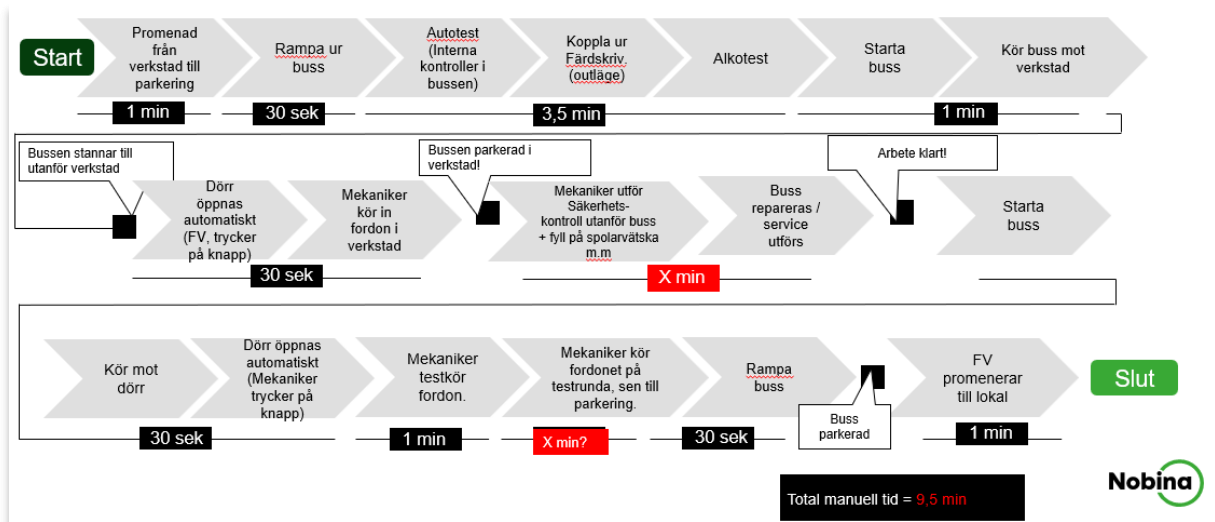 Start
Promenad
från
verkstad till
parkering
Rampa ur
buss
Autotest
(Interna
kontroller i
bussen)
Koppla ur
Färdskriv.
(outläge)
Alkotest
Starta
buss
Kör buss mot
verkstad
1 min
30 sek
3,5 min
1 min
Bussen stannar till
utanför verkstad
Dörr
öppnas
automatiskt
(FV, trycker
på knapp)
Mekaniker
kör in
fordon i
verkstad
Bussen parkerad i
verkstad!
Mekaniker utför
Säkerhets-
kontroll utanför buss
+ fyll på spolarvätska
m.m
Buss
repareras /
service
utförs
Arbete klart!
Starta
buss
30 sek
X min
Kör mot
dörr
Dörr öppnas
automatiskt
(Mekaniker
trycker på
knapp)
Mekaniker
testkör
fordon.
Mekaniker kör
fordonet på
testrunda, sen till
parkering.
Rampa
buss
Buss
parkerad
FV
promenerar
till lokal
Slut
30 sek
1 min
X min?
30 sek
1 min
Total manuell tid = 9,5 min
Nobina